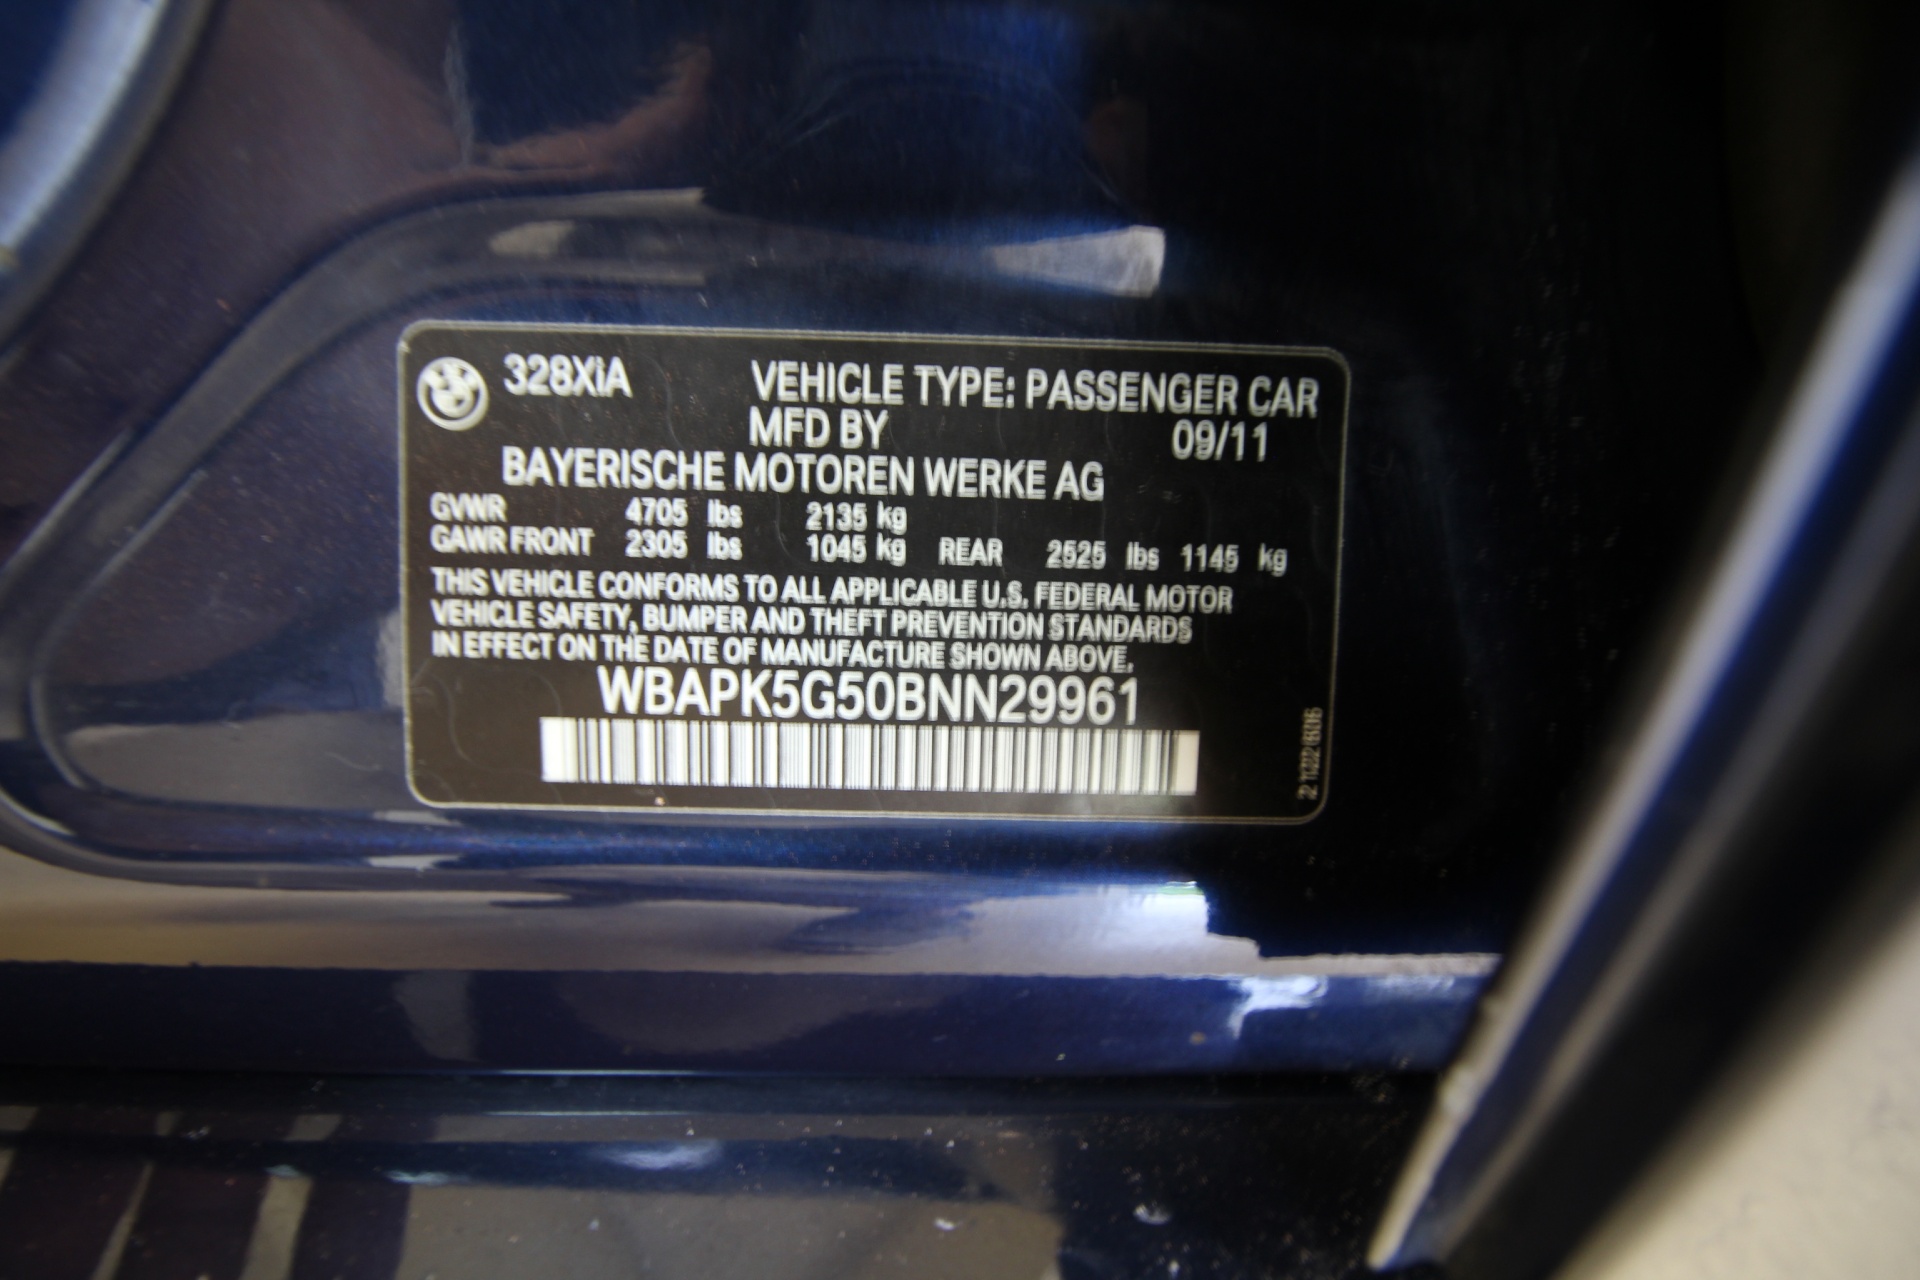 328XiA VEHICLE TYPE: PASSENGER CAR
MFD BY 09/11
BAYERISCHE MOTOREN WERKE AG
GVWR 4705 lbs 2135 kg
GAWR FRONT 2305 lbs 1045 kg REAR 2525 lbs 1145 kg
THIS VEHICLE CONFORMS TO ALL APPLICABLE U.S. FEDERAL MOTOR
VEHICLE SAFETY, BUMPER AND THEFT PREVENTION STANDARDS
IN EFFECT ON THE DATE OF MANUFACTURE SHOWN ABOVE.
WBAPK5G50BNN29961